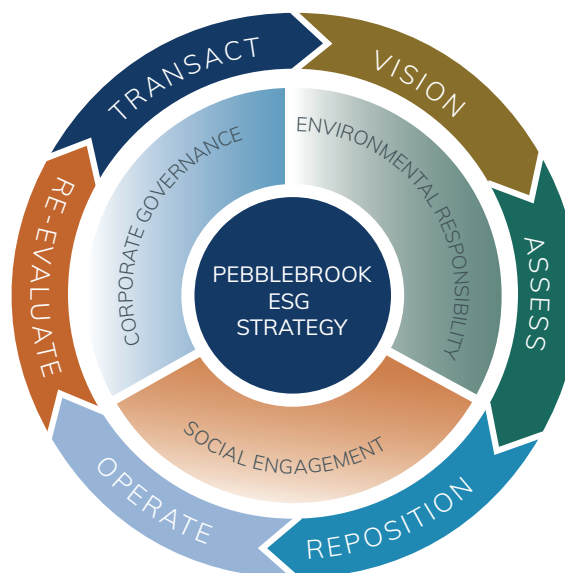 TRANSACT
VISION
ASSESS
REPOSITION
OPERATE
RE-EVALUATE
CORPORATE GOVERNANCE
ENVIRONMENTAL RESPONSIBILITY
SOCIAL ENGAGEMENT
PEBBLEBROOK
ESG
STRATEGY